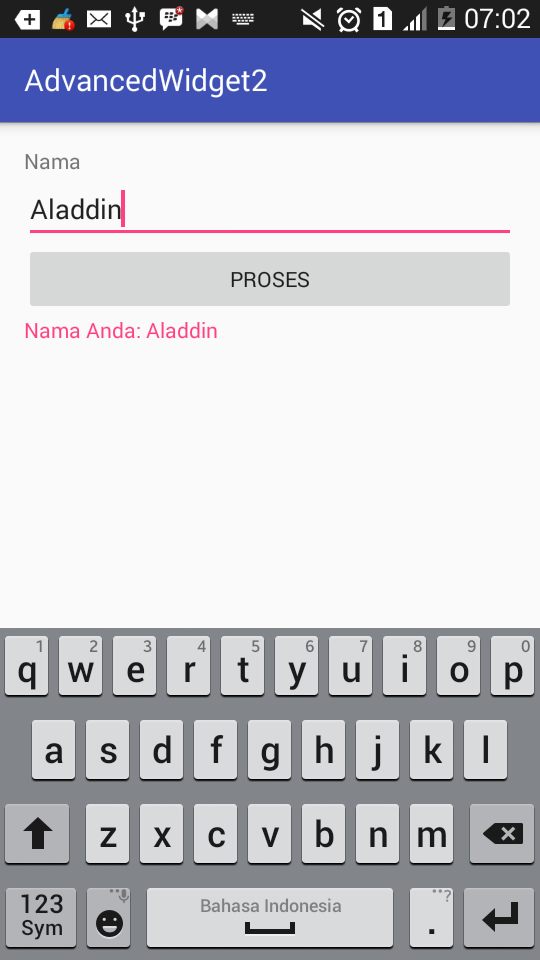 1 07:02
AdvancedWidget2
Nama
Aladdin
PROSES
Nama Anda: Aladdin
1 2 3 4 5 6 7 8 9 0
q w e r t y u i o p
a s d f g h j k l
z x c v b n m
123 Bahasa Indonesia ?
Sym .